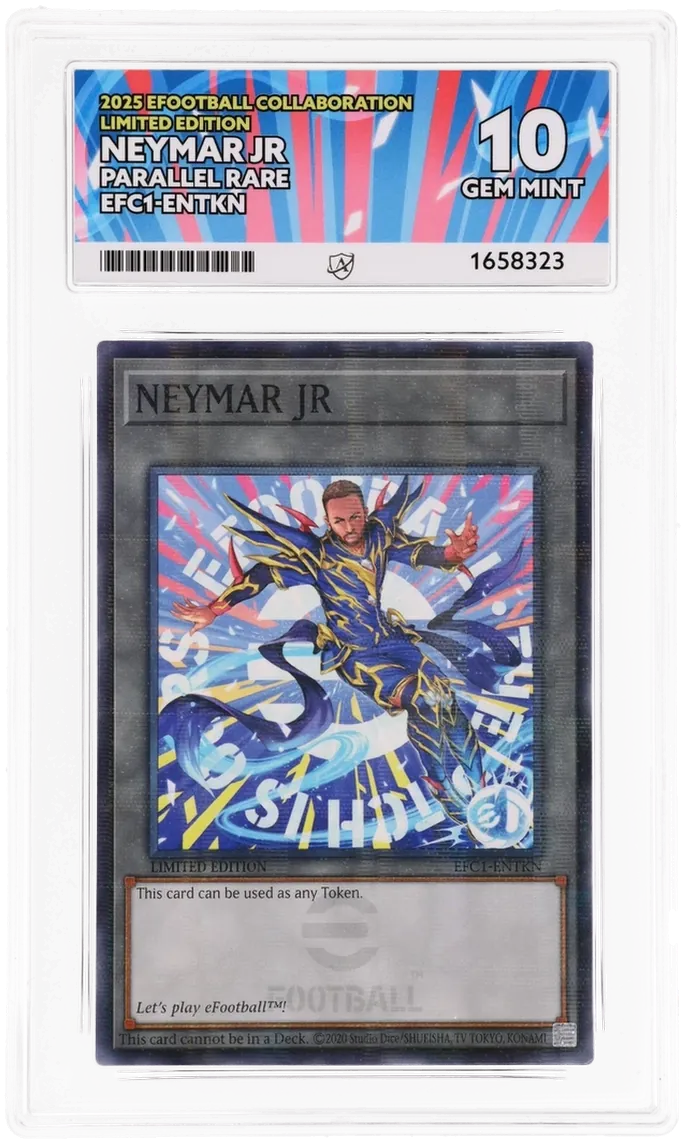 2025 EFOOTBALL COLLABORATION
LIMITED EDITION
NEYMAR JR
PARALLEL RARE
EFC1-ENTKN
10
GEM MINT
1658323
NEYMAR JR
LIMITED EDITION
EFC1-ENTKN
This card can be used as any Token.
FOOTBALL™
Let's play eFootball™!
This card cannot be in a Deck. ©2020 Studio Dice/SHUEISHA, TV TOKYO, KONAMI